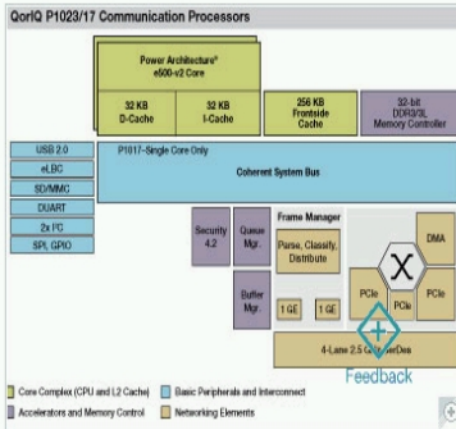 QorIQ P1023/17 Communication Processors
Power Architecture®
e500-v2 Core
32 KB
D-Cache
32 KB
I-Cache
256 KB
Frontside
Cache
32-bit
DDR3/3L
Memory Controller
USB 2.0
eLBC
SD/MMC
DUART
2x I²C
SPI, GPIO
P1017–Single Core Only
Coherent System Bus
Security
4.2
Queue
Mgr.
Buffer
Mgr.
Frame Manager
Parse, Classify,
Distribute
1 GE
1 GE
DMA
PCIe
PCIe
PCIe
4-Lane 2.5
Feedback
Core Complex (CPU and L2 Cache)
Basic Peripherals and Interconnect
Accelerators and Memory Control
Networking Elements